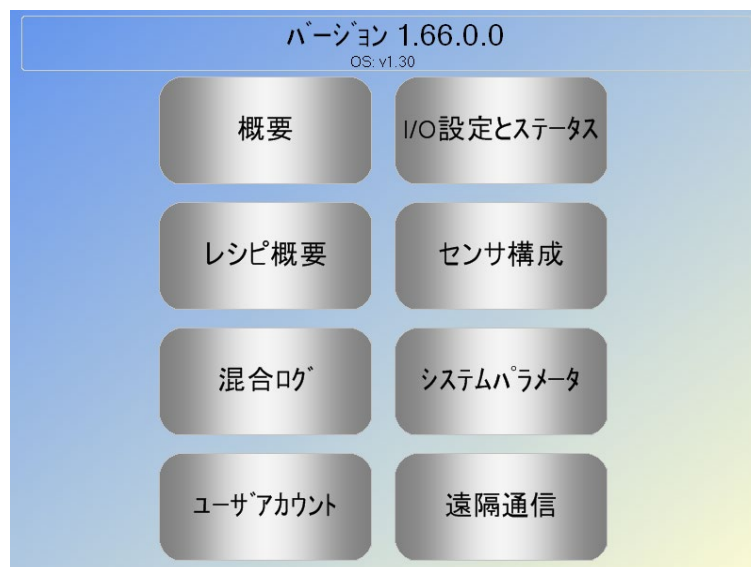 ﾊﾞｰｼﾞｮﾝ 1.66.0.0
OS: v1.30
概要
I/O設定とｽﾃｰﾀｽ
レシピ概要
センサ構成
混合ﾛｸﾞ
ｼｽﾃﾑﾊﾟﾗﾒｰﾀ
ﾕｰｻﾞｱｶｳﾝﾄ
遠隔通信